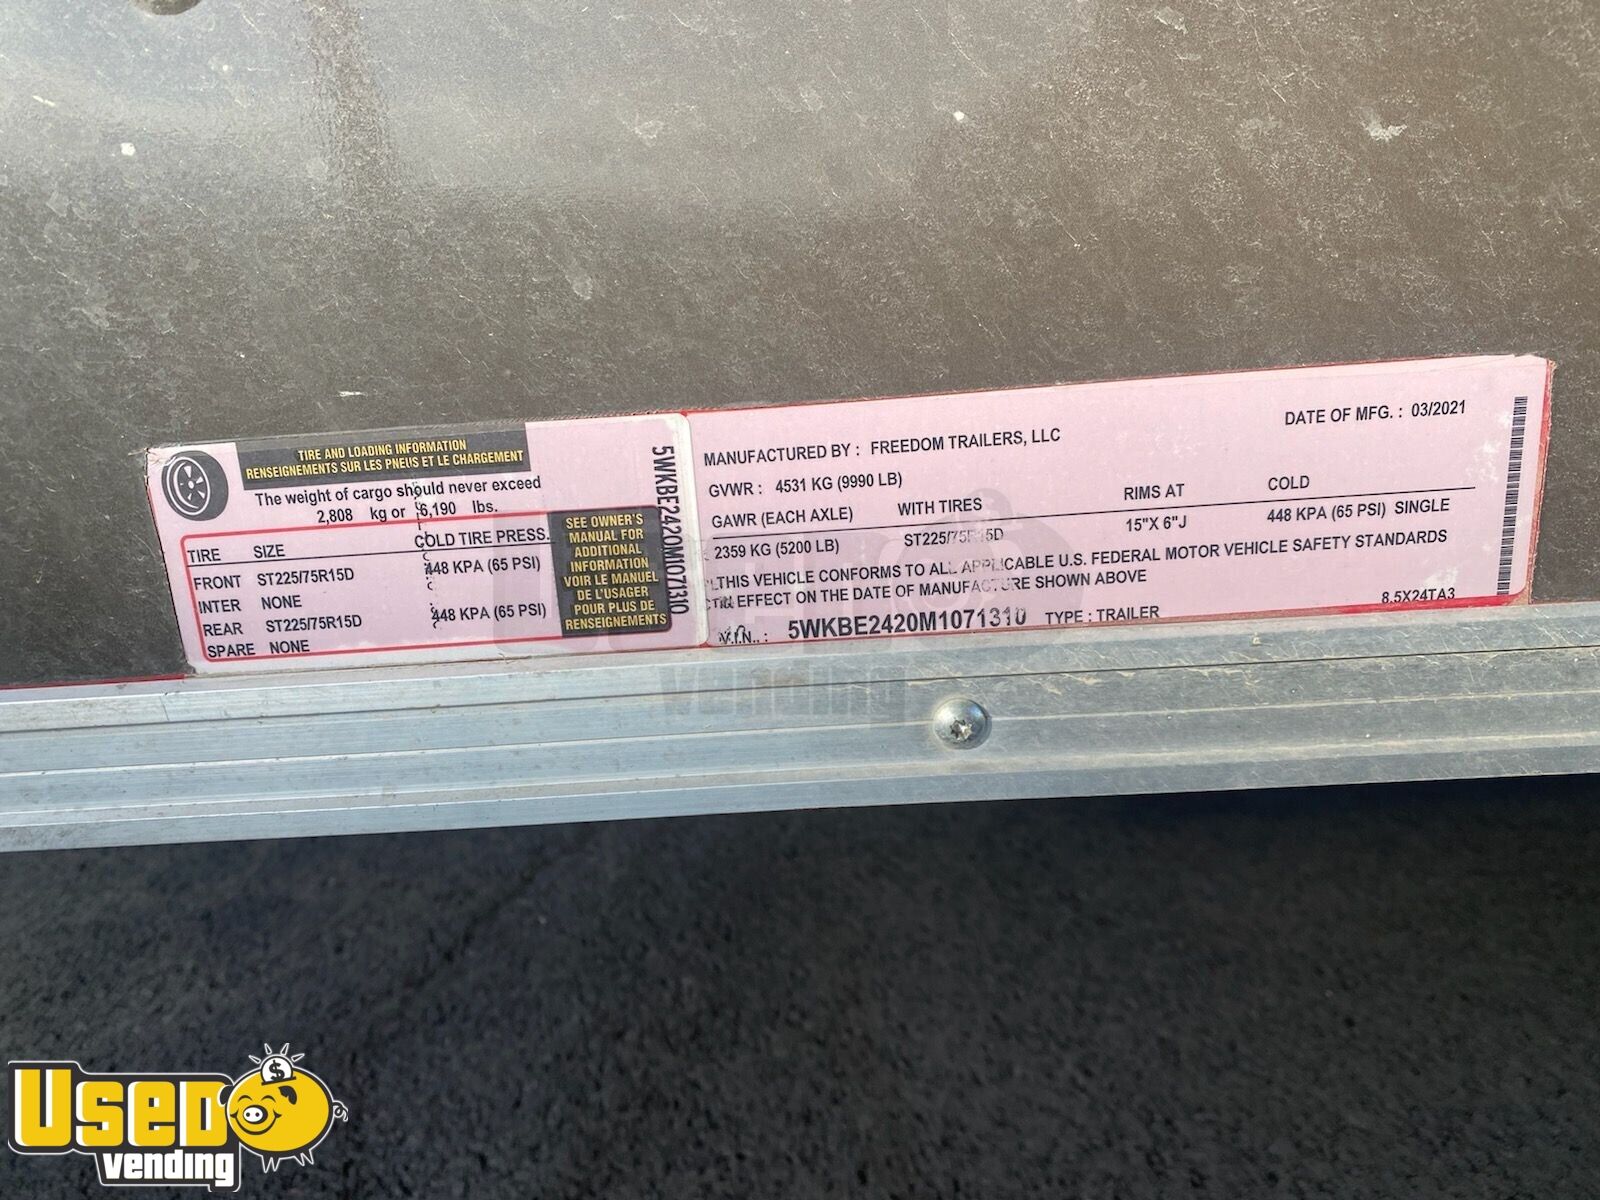 TIRE AND LOADING INFORMATION
RENSEIGNEMENTS SUR LES PNEUS ET LE CHARGEMENT
The weight of cargo should never exceed
2,808 kg or 6,190 lbs.
TIRE SIZE COLD TIRE PRESS.
FRONT ST225/75R15D 448 KPA (65 PSI)
INTER NONE
REAR ST225/75R15D 448 KPA (65 PSI)
SPARE NONE
SEE OWNER'S
MANUAL FOR
ADDITIONAL
INFORMATION
VOIR LE MANUEL
DE L'USAGER
POUR PLUS DE
RENSEIGNEMENTS
5WKBE2420M1071310
MANUFACTURED BY : FREEDOM TRAILERS, LLC
DATE OF MFG. : 03/2021
GVWR : 4531 KG (9990 LB)
GAWR (EACH AXLE) WITH TIRES RIMS AT COLD
2359 KG (5200 LB) ST225/75R15D 15"X 6"J 448 KPA (65 PSI) SINGLE
THIS VEHICLE CONFORMS TO ALL APPLICABLE U.S. FEDERAL MOTOR VEHICLE SAFETY STANDARDS
IN EFFECT ON THE DATE OF MANUFACTURE SHOWN ABOVE
V.I.N.. : 5WKBE2420M1071310 TYPE : TRAILER
8.5X24TA3
vending
USED
vending